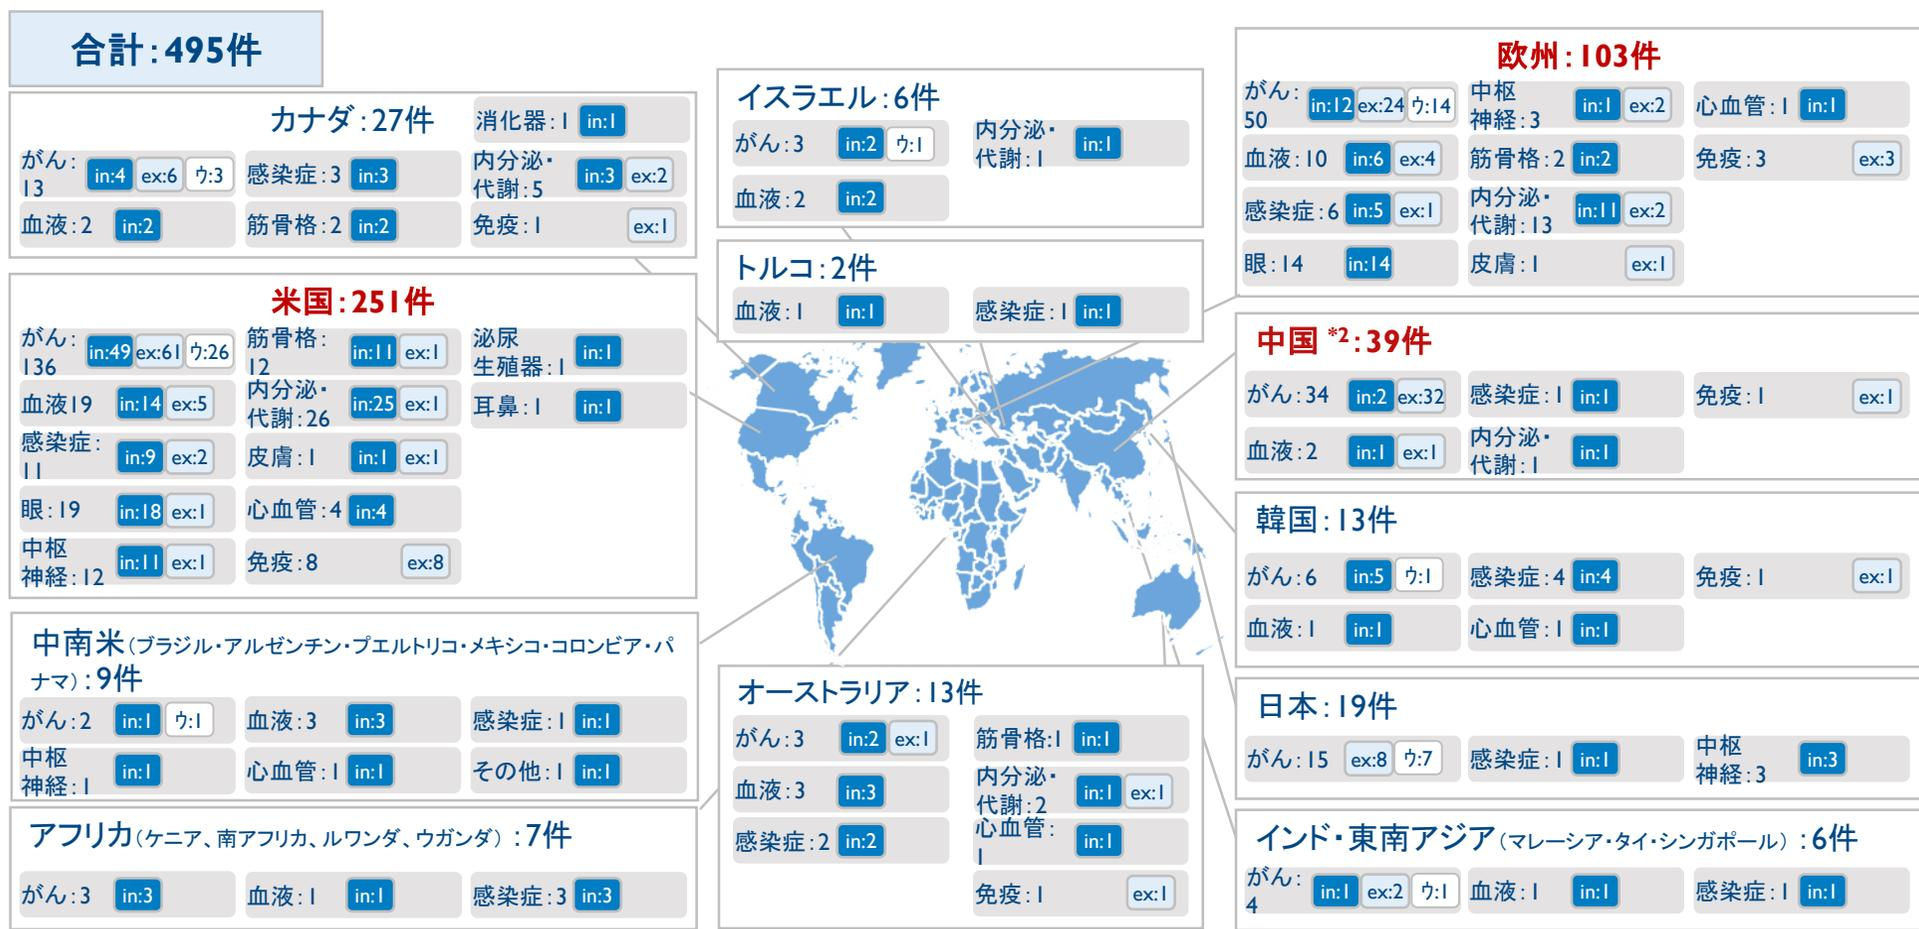 合計：495件
カナダ：27件
消化器：1 in:1
がん：
13
in:4 ex:6 ウ:3
感染症：3 in:3
内分泌・
代謝：5
in:3 ex:2
血液：2 in:2
筋骨格：2 in:2
免疫：1 ex:1
米国：251件
がん：
136
in:49 ex:61 ウ:26
筋骨格：
12
in:11 ex:1
泌尿
生殖器：1
in:1
血液19 in:14 ex:5
内分泌・
代謝：26
in:25 ex:1
耳鼻：1 in:1
感染症：
11
in:9 ex:2
皮膚：1 in:1 ex:1
眼：19 in:18 ex:1
心血管：4 in:4
中枢
神経：12
in:11 ex:1
免疫：8 ex:8
中南米（ブラジル・アルゼンチン・プエルトリコ・メキシコ・コロンビア・パ
ナマ）：9件
がん：2 in:1 ウ:1
血液：3 in:3
感染症：1 in:1
中枢
神経：1
in:1
心血管：1 in:1
その他：1 in:1
アフリカ（ケニア、南アフリカ、ルワンダ、ウガンダ）：7件
がん：3 in:3
血液：1 in:1
感染症：3 in:3
イスラエル：6件
がん：3 in:2 ウ:1
内分泌・
代謝：1
in:1
血液：2 in:2
トルコ：2件
血液：1 in:1
感染症：1 in:1
オーストラリア：13件
がん：3 in:2 ex:1
筋骨格:1 in:1
血液：3 in:3
内分泌・
代謝：2
in:1 ex:1
感染症：2 in:2
心血管：
1
in:1
免疫：1 ex:1
欧州：103件
がん：
50
in:12 ex:24 ウ:14
中枢
神経：3
in:1 ex:2
心血管：1 in:1
血液：10 in:6 ex:4
筋骨格：2 in:2
免疫：3 ex:3
感染症：6 in:5 ex:1
内分泌・
代謝：13
in:11 ex:2
眼：14 in:14
皮膚：1 ex:1
中国 *2：39件
がん：34 in:2 ex:32
感染症：1 in:1
免疫：1 ex:1
血液：2 in:1 ex:1
内分泌・
代謝：1
in:1
韓国：13件
がん：6 in:5 ウ:1
感染症：4 in:4
免疫：1 ex:1
血液：1 in:1
心血管：1 in:1
日本：19件
がん：15 ex:8 ウ:7
感染症：1 in:1
中枢
神経：3
in:3
インド・東南アジア（マレーシア・タイ・シンガポール）：6件
がん：
4
in:1 ex:2 ウ:1
血液：1 in:1
感染症：1 in:1